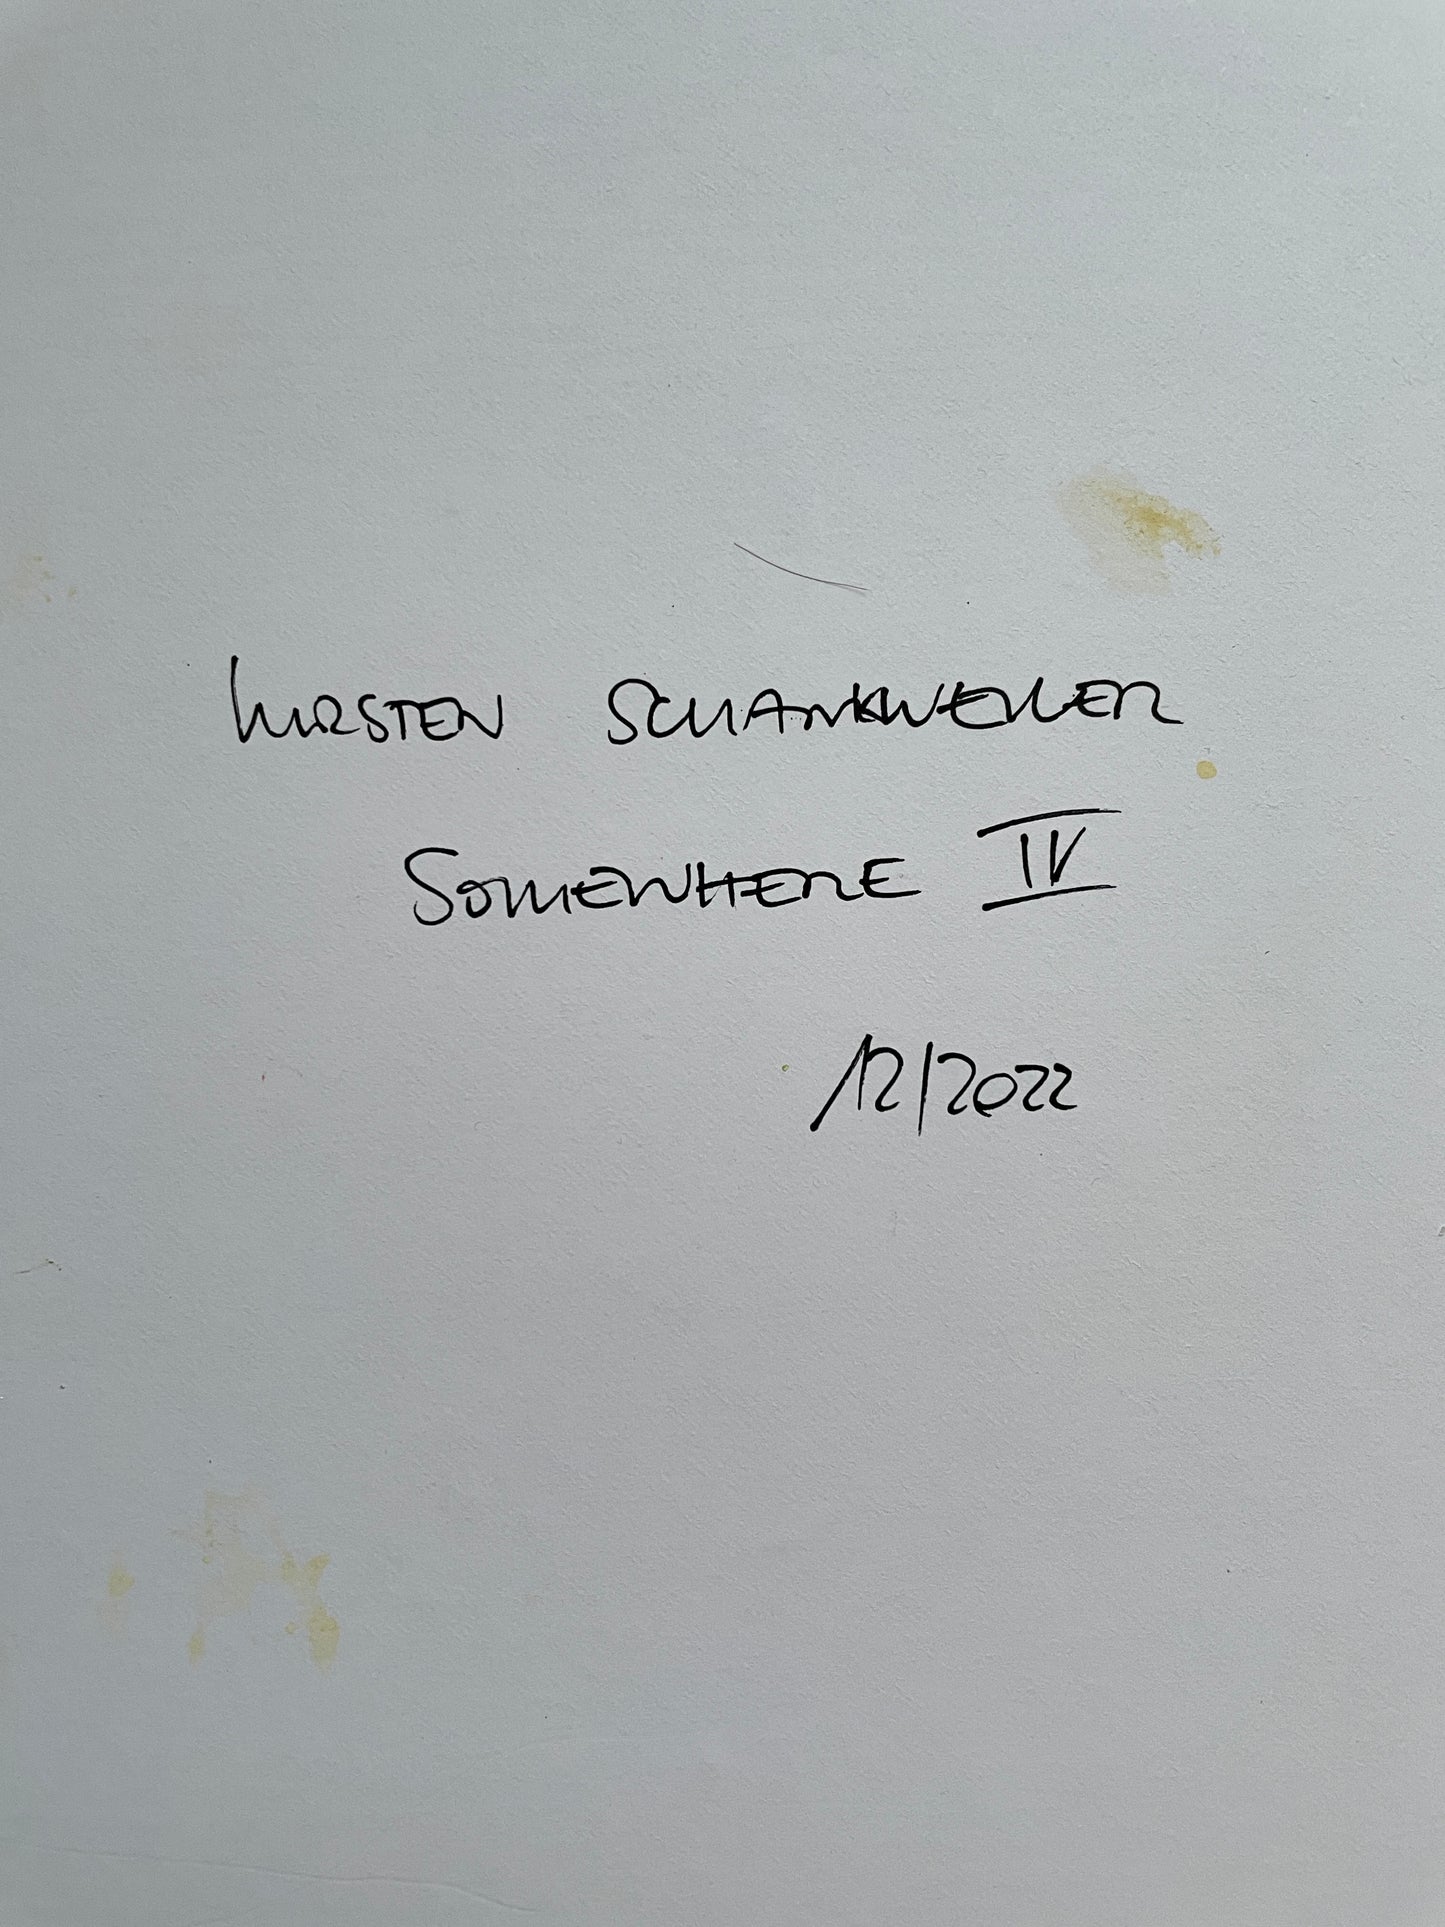 KIRSTEN SCHANKWEILER
SOMEWHERE IV
12/2022